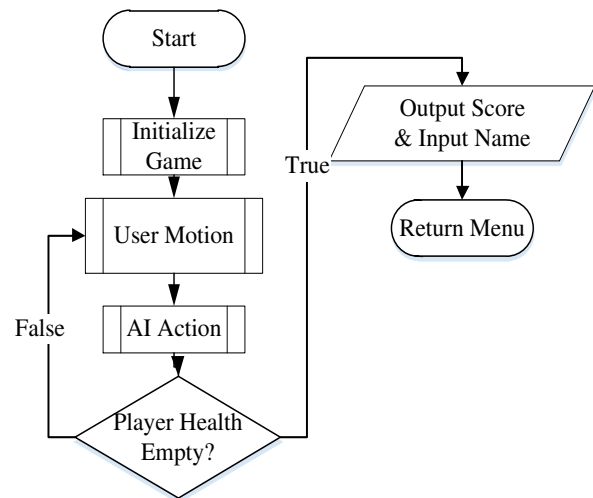 Start
Initialize
Game
User Motion
AI Action
Player Health
Empty?
False
True
Output Score
& Input Name
Return Menu